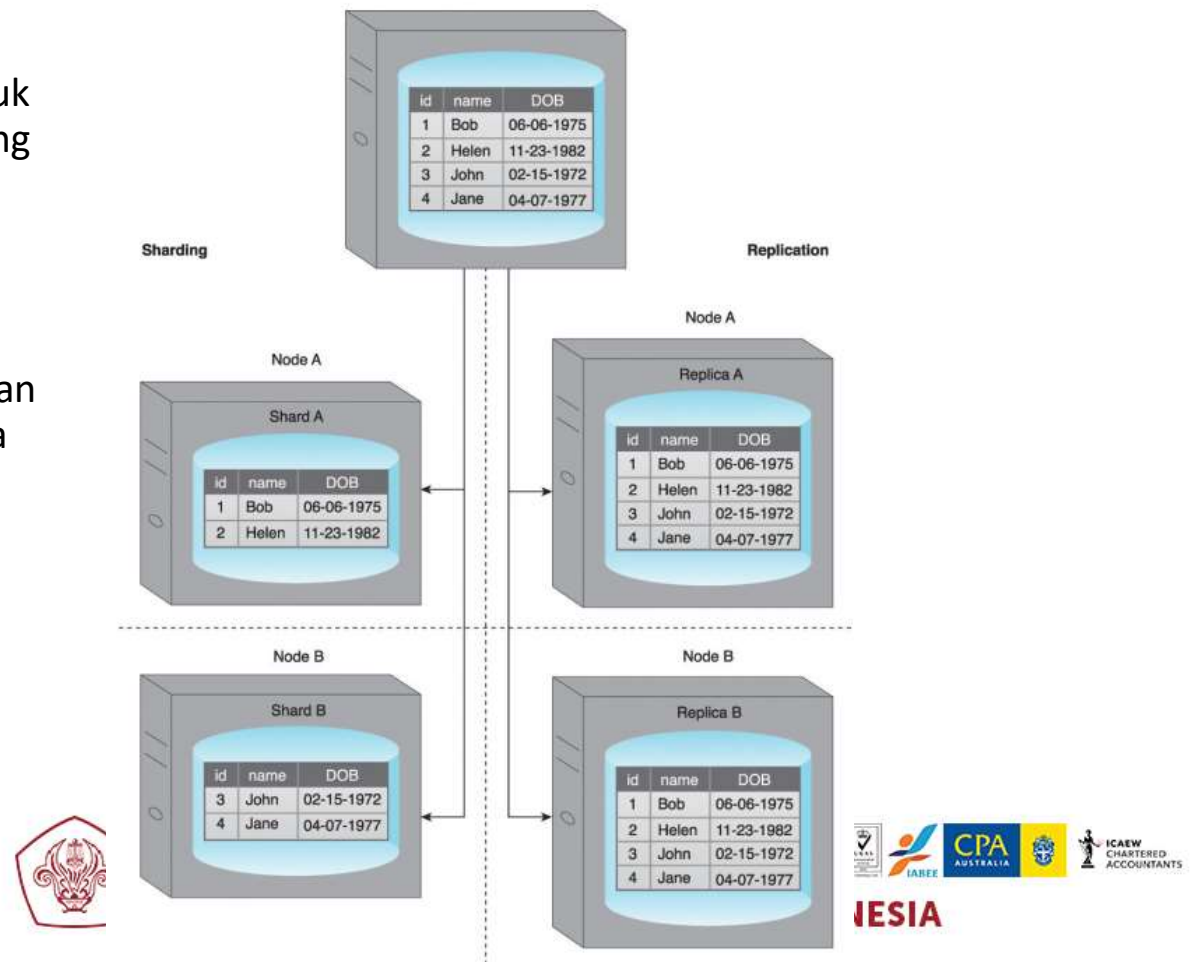 uk
ng
an
a
id name DOB
1 Bob 06-06-1975
2 Helen 11-23-1982
3 John 02-15-1972
4 Jane 04-07-1977
Sharding
Replication
Node A
Shard A
id name DOB
1 Bob 06-06-1975
2 Helen 11-23-1982
Node A
Replica A
id name DOB
1 Bob 06-06-1975
2 Helen 11-23-1982
3 John 02-15-1972
4 Jane 04-07-1977
Node B
Shard B
id name DOB
3 John 02-15-1972
4 Jane 04-07-1977
Node B
Replica B
id name DOB
1 Bob 06-06-1975
2 Helen 11-23-1982
3 John 02-15-1972
4 Jane 04-07-1977
IABEE
CPA
AUSTRALIA
ICAEW
CHARTERED
ACCOUNTANTS
NESIA